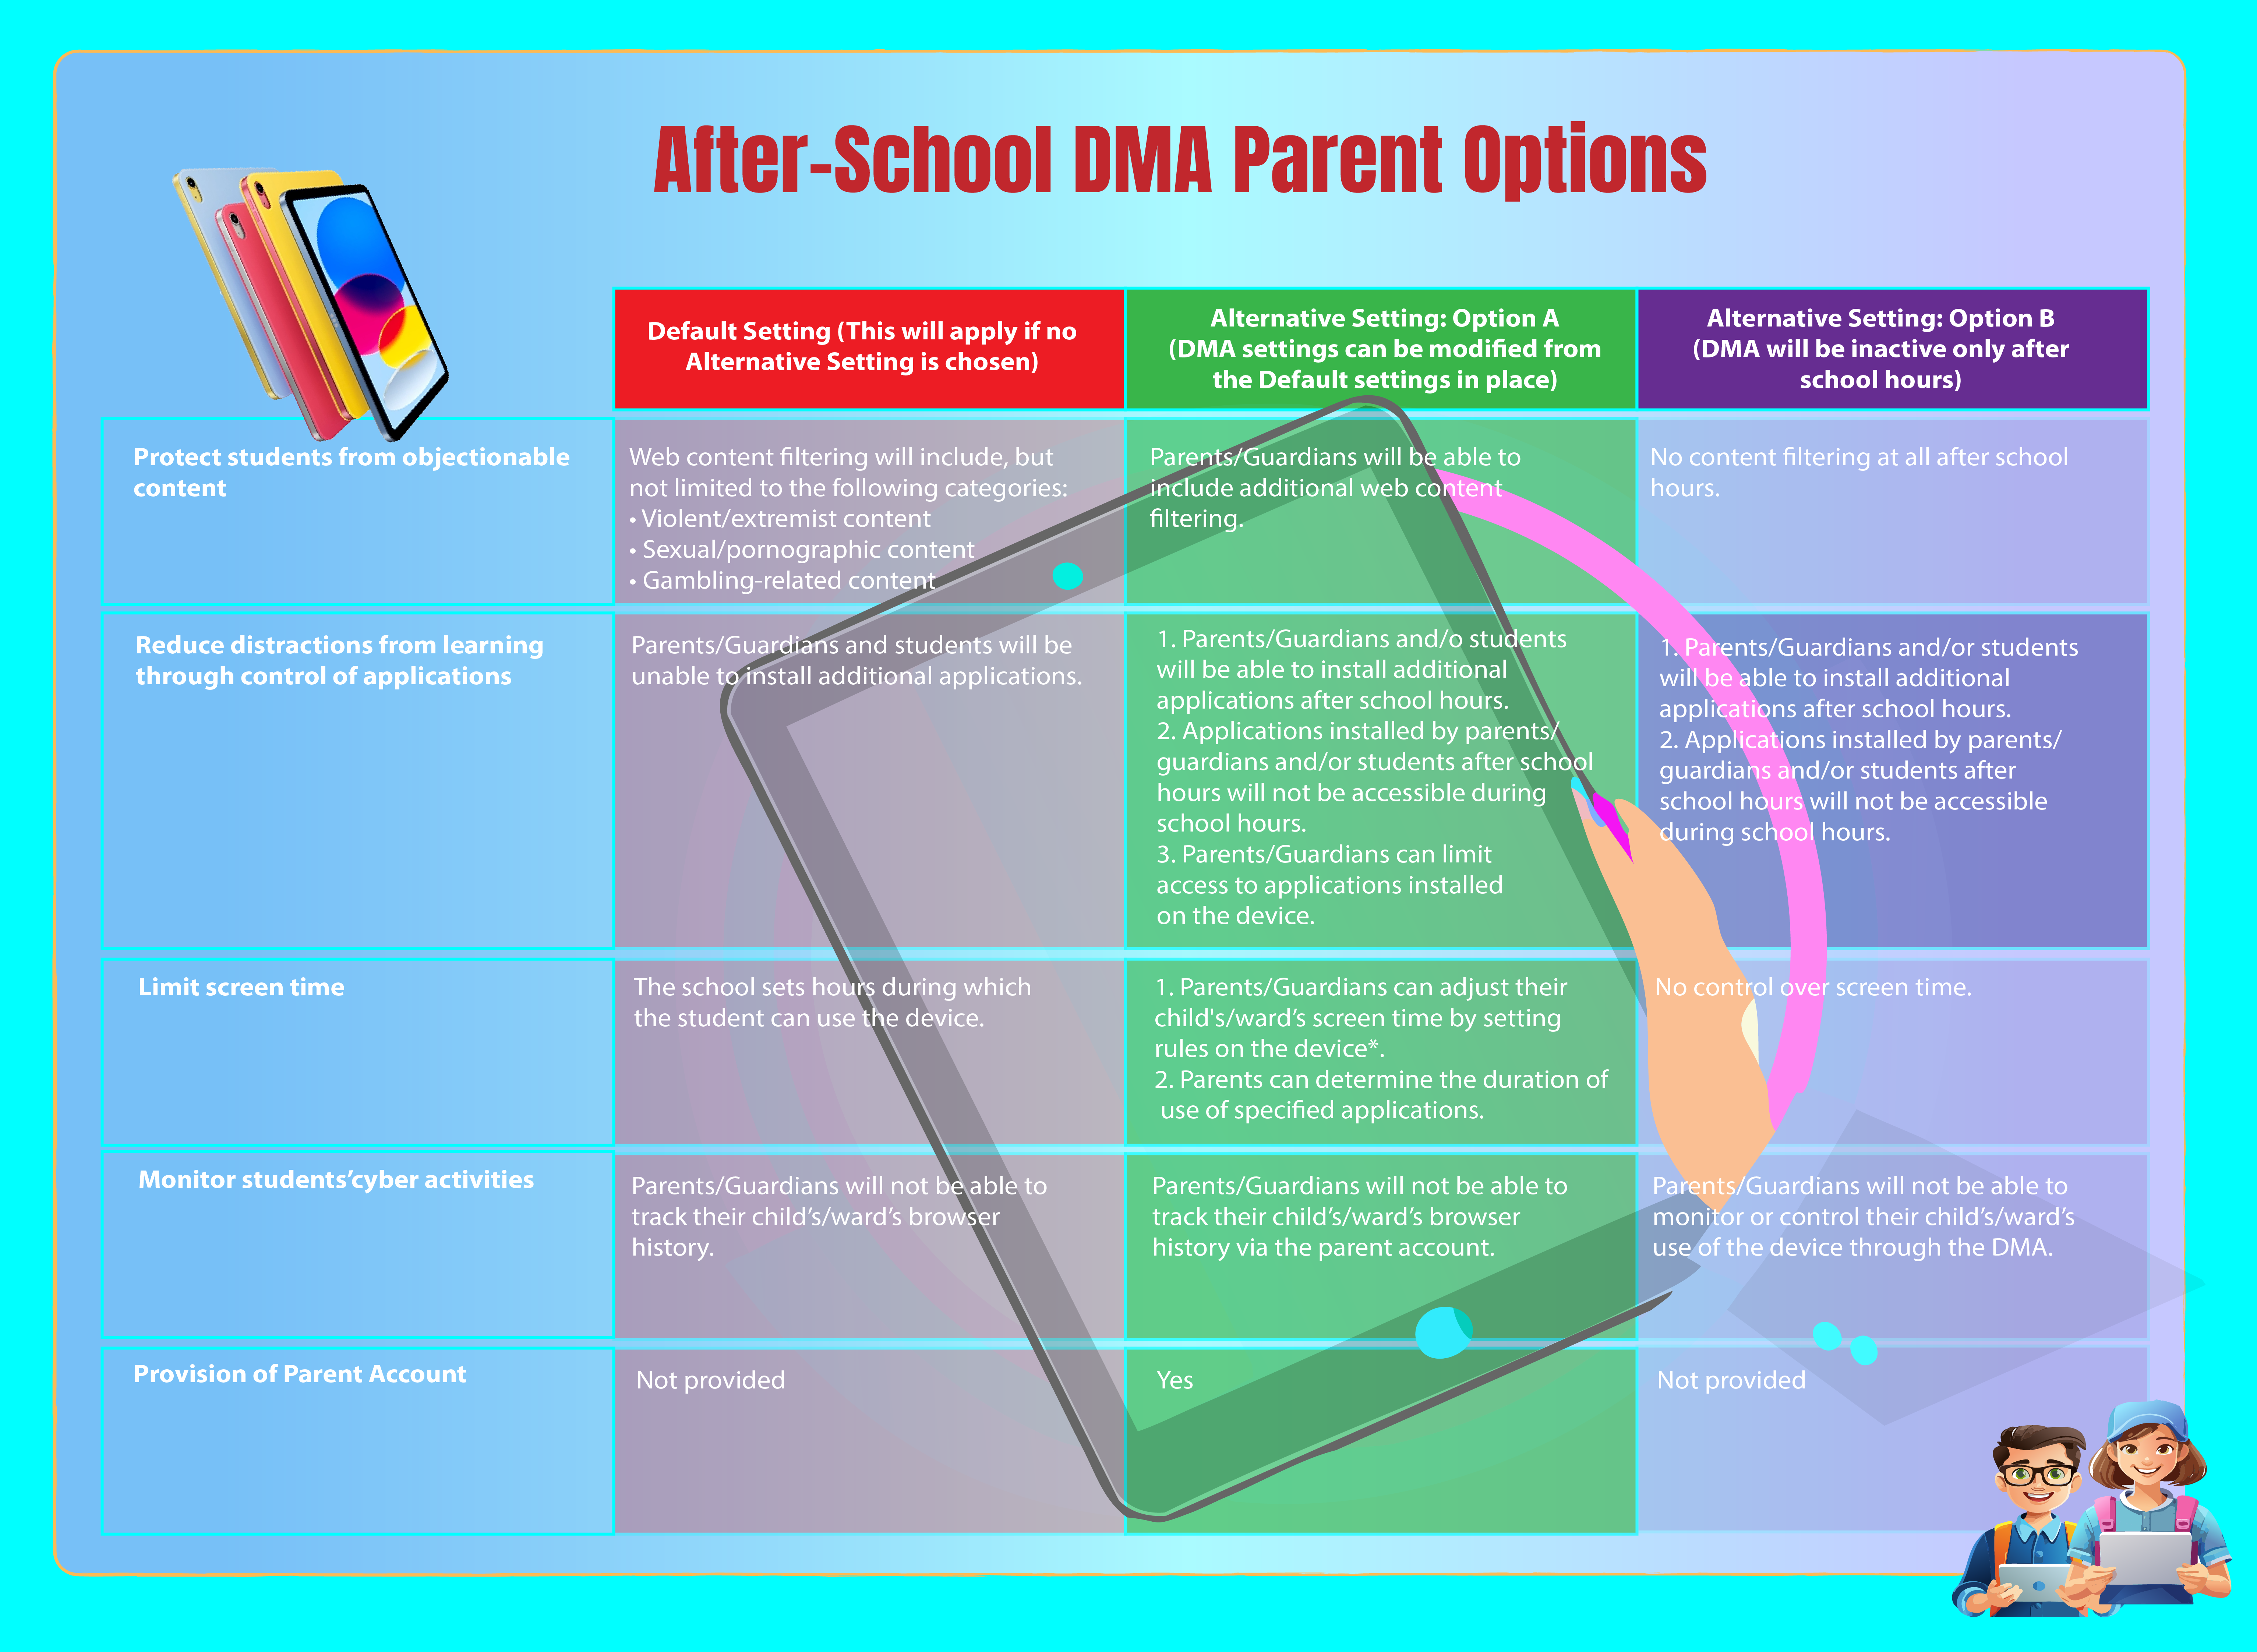 After-School DMA Parent Options
Default Setting (This will apply if no
Alternative Setting is chosen)
Alternative Setting: Option A
(DMA settings can be modified from
the Default settings in place)
Alternative Setting: Option B
(DMA will be inactive only after
school hours)
Protect students from objectionable
content
Web content filtering will include, but
not limited to the following categories:
• Violent/extremist content
• Sexual/pornographic content
• Gambling-related content
Parents/Guardians will be able to
include additional web content
filtering.
No content filtering at all after school
hours.
Reduce distractions from learning
through control of applications
Parents/Guardians and students will be
unable to install additional applications.
1. Parents/Guardians and/o students
will be able to install additional
applications after school hours.
2. Applications installed by parents/
guardians and/or students after school
hours will not be accessible during
school hours.
3. Parents/Guardians can limit
access to applications installed
on the device.
1. Parents/Guardians and/or students
will be able to install additional
applications after school hours.
2. Applications installed by parents/
guardians and/or students after
school hours will not be accessible
during school hours.
Limit screen time
The school sets hours during which
the student can use the device.
1. Parents/Guardians can adjust their
child's/ward’s screen time by setting
rules on the device*.
2. Parents can determine the duration of
use of specified applications.
No control over screen time.
Monitor students’cyber activities
Parents/Guardians will not be able to
track their child’s/ward’s browser
history.
Parents/Guardians will not be able to
track their child’s/ward’s browser
history via the parent account.
Parents/Guardians will not be able to
monitor or control their child’s/ward’s
use of the device through the DMA.
Provision of Parent Account
Not provided
Yes
Not provided